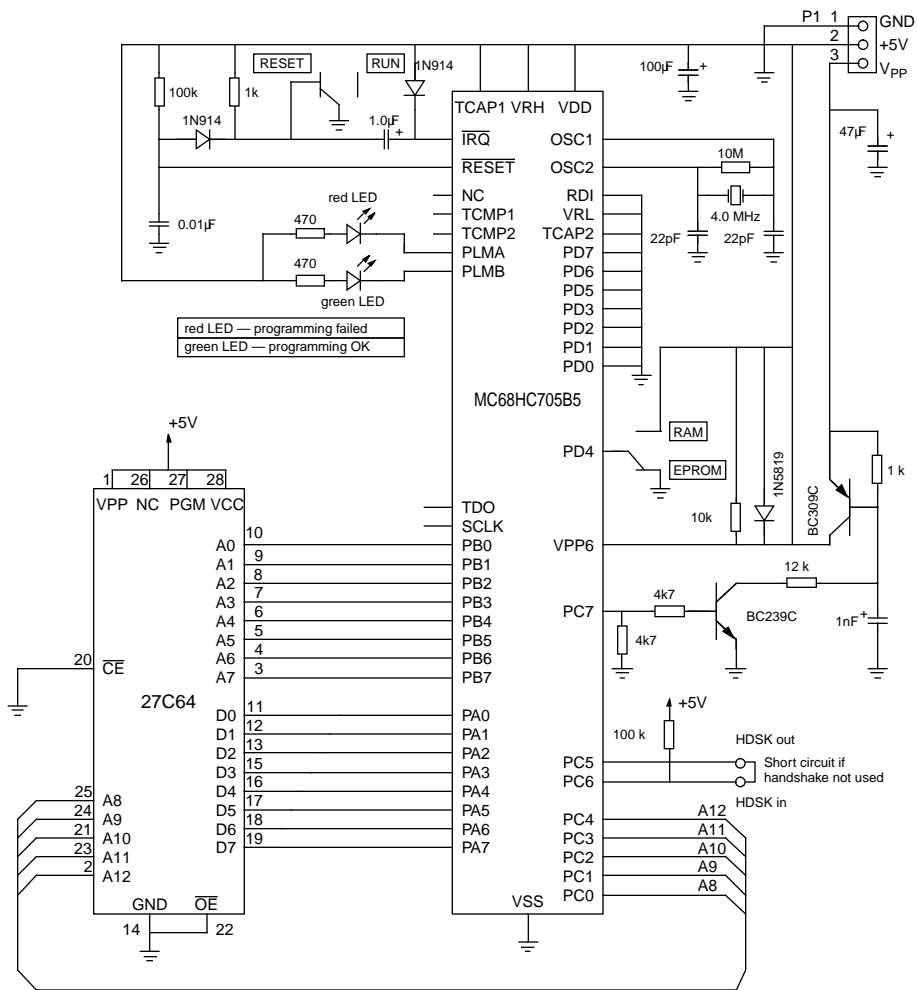 P1 1 GND
2 +5V
3 VPP
RESET
RUN
1N914
100µF
+
100k
1k
TCAP1 VRH VDD
1N914
1.0µF
+
47µF
+
IRQ
OSC1
10M
RESET
OSC2
NC
RDI
0.01µF
470
red LED
TCMP1
VRL
4.0 MHz
TCMP2
TCAP2
22pF
22pF
PLMA
PD7
470
PLMB
PD6
green LED
PD5
PD3
red LED — programming failed
PD2
green LED — programming OK
PD1
PD0
MC68HC705B5
+5V
RAM
PD4
EPROM
1N5819
1 k
1 26 27 28
VPP NC PGM VCC
BC309C
TDO
10k
SCLK
A0 10 PB0
VPP6
A1 9 PB1
A2 8 PB2
12 k
A3 7 PB3
PC7
4k7
A4 6 PB4
BC239C
1nF
+
A5 5 PB5
4k7
A6 4 PB6
20 CE
A7 3 PB7
27C64
+5V
D0 11 PA0
D1 12 PA1
100 k
HDSK out
D2 13 PA2
PC5
Short circuit if
handshake not used
D3 15 PA3
PC6
D4 16 PA4
HDSK in
25 A8
D5 17 PA5
PC4 A12
24 A9
D6 18 PA6
PC3 A11
21 A10
D7 19 PA7
PC2 A10
23 A11
PC1 A9
2 A12
PC0 A8
GND OE
VSS
14 22